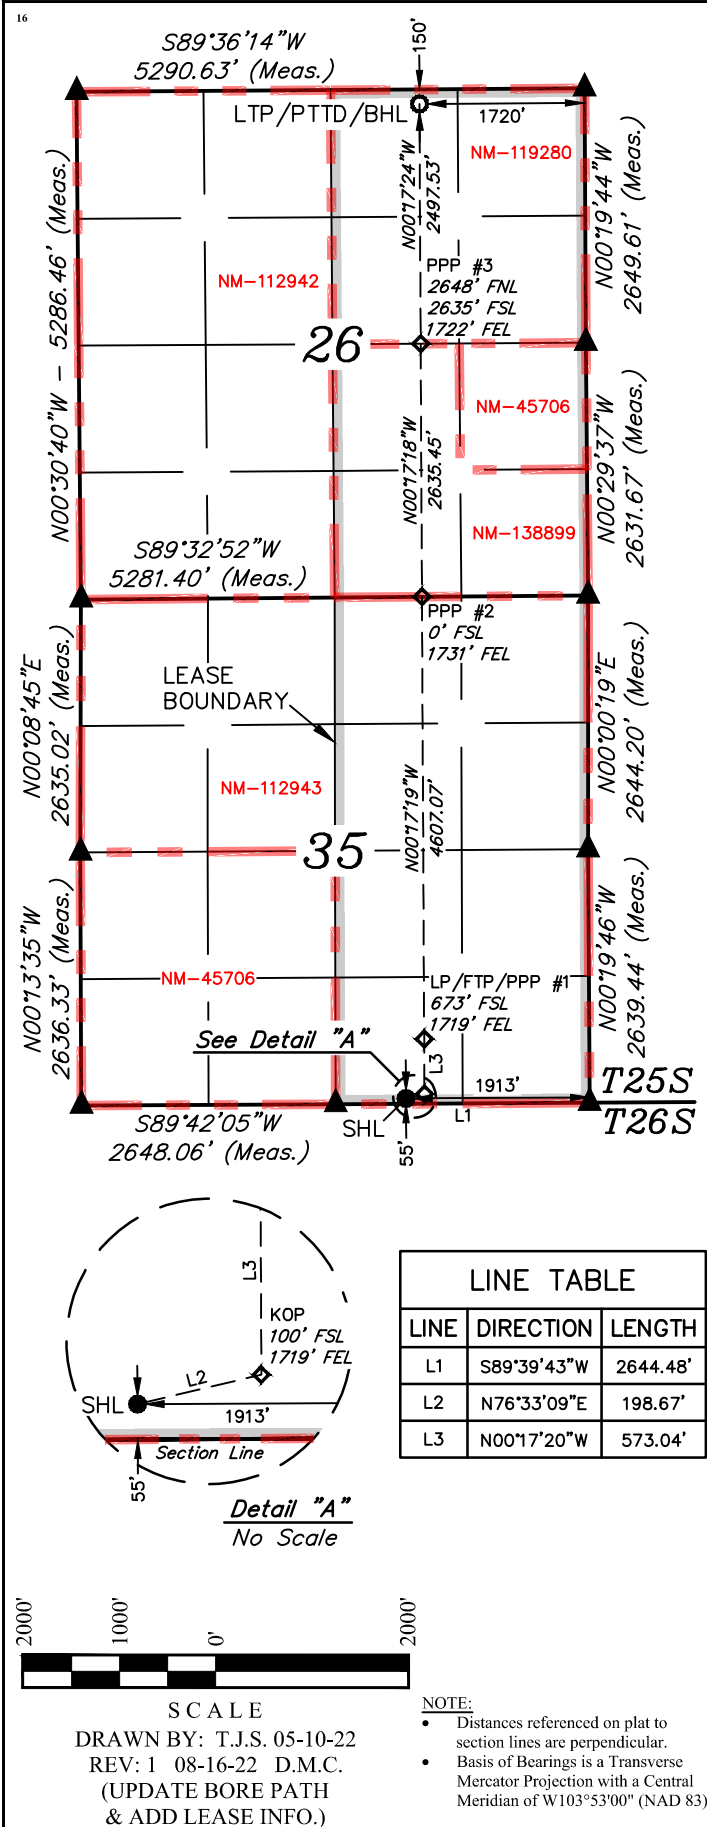 16
S89°36'14"W
5290.63' (Meas.)
150'
LTP/PTTD/BHL
1720'
NM-119280
N00°17'24"W
2497.53'
N00°19'44"W
2649.61' (Meas.)
N00°30'40"W - 5286.46' (Meas.)
NM-112942
PPP #3
2648' FNL
2635' FSL
1722' FEL
26
NM-45706
N00°17'18"W
2635.45'
N00°29'37"W
2631.67' (Meas.)
NM-138899
S89°32'52"W
5281.40' (Meas.)
PPP #2
0' FSL
1731' FEL
LEASE
BOUNDARY
N00°08'45"E
2635.02' (Meas.)
N00°00'19"E
2644.20' (Meas.)
NM-112943
N00°17'19"W
4607.07'
35
N00°13'35"W
2636.33' (Meas.)
N00°19'46"W
2639.44' (Meas.)
NM-45706
LP/FTP/PPP #1
673' FSL
1719' FEL
See Detail "A"
L3
1913'
T25S
T26S
L1
SHL
55'
S89°42'05"W
2648.06' (Meas.)
L3
KOP
100' FSL
1719' FEL
L2
SHL
1913'
Section Line
55'
Detail "A"
No Scale
LINE TABLE
LINE DIRECTION LENGTH
L1 S89°39'43"W 2644.48'
L2 N76°33'09"E 198.67'
L3 N00°17'20"W 573.04'
2000' 1000' 0' 2000'
SCALE
DRAWN BY: T.J.S. 05-10-22
REV: 1 08-16-22 D.M.C.
(UPDATE BORE PATH
& ADD LEASE INFO.)
NOTE:
• Distances referenced on plat to
section lines are perpendicular.
• Basis of Bearings is a Transverse
Mercator Projection with a Central
Meridian of W103°53'00" (NAD 83)